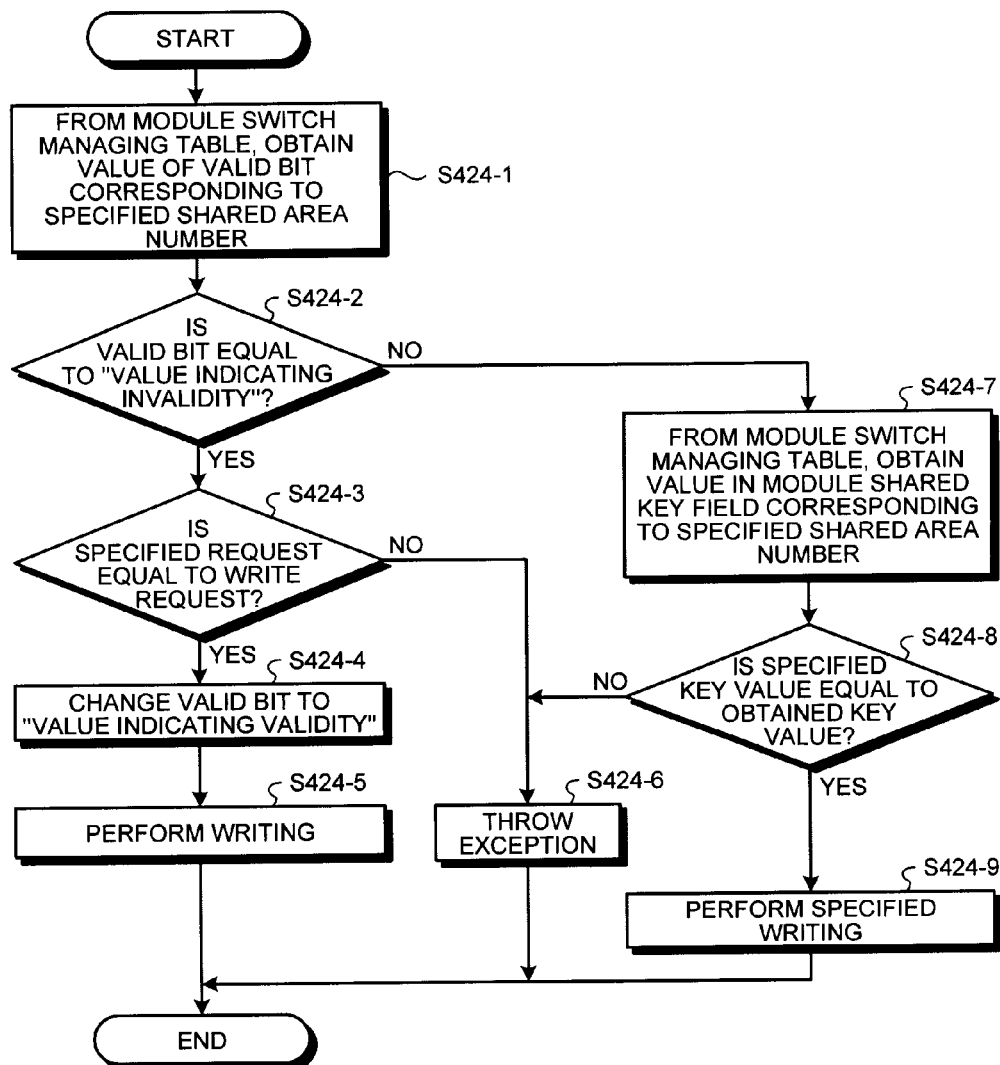 START
FROM MODULE SWITCH
MANAGING TABLE, OBTAIN
VALUE OF VALID BIT
CORRESPONDING TO
SPECIFIED SHARED AREA
NUMBER
S424-1
S424-2
IS
VALID BIT EQUAL
TO "VALUE INDICATING
INVALIDITY"?
NO
YES
S424-3
IS
SPECIFIED REQUEST
EQUAL TO WRITE
REQUEST?
NO
YES
S424-4
CHANGE VALID BIT TO
"VALUE INDICATING VALIDITY"
S424-5
PERFORM WRITING
S424-6
THROW
EXCEPTION
S424-7
FROM MODULE SWITCH
MANAGING TABLE, OBTAIN
VALUE IN MODULE SHARED
KEY FIELD CORRESPONDING
TO SPECIFIED SHARED AREA
NUMBER
S424-8
IS SPECIFIED
KEY VALUE EQUAL TO
OBTAINED KEY
VALUE?
NO
YES
S424-9
PERFORM SPECIFIED
WRITING
END